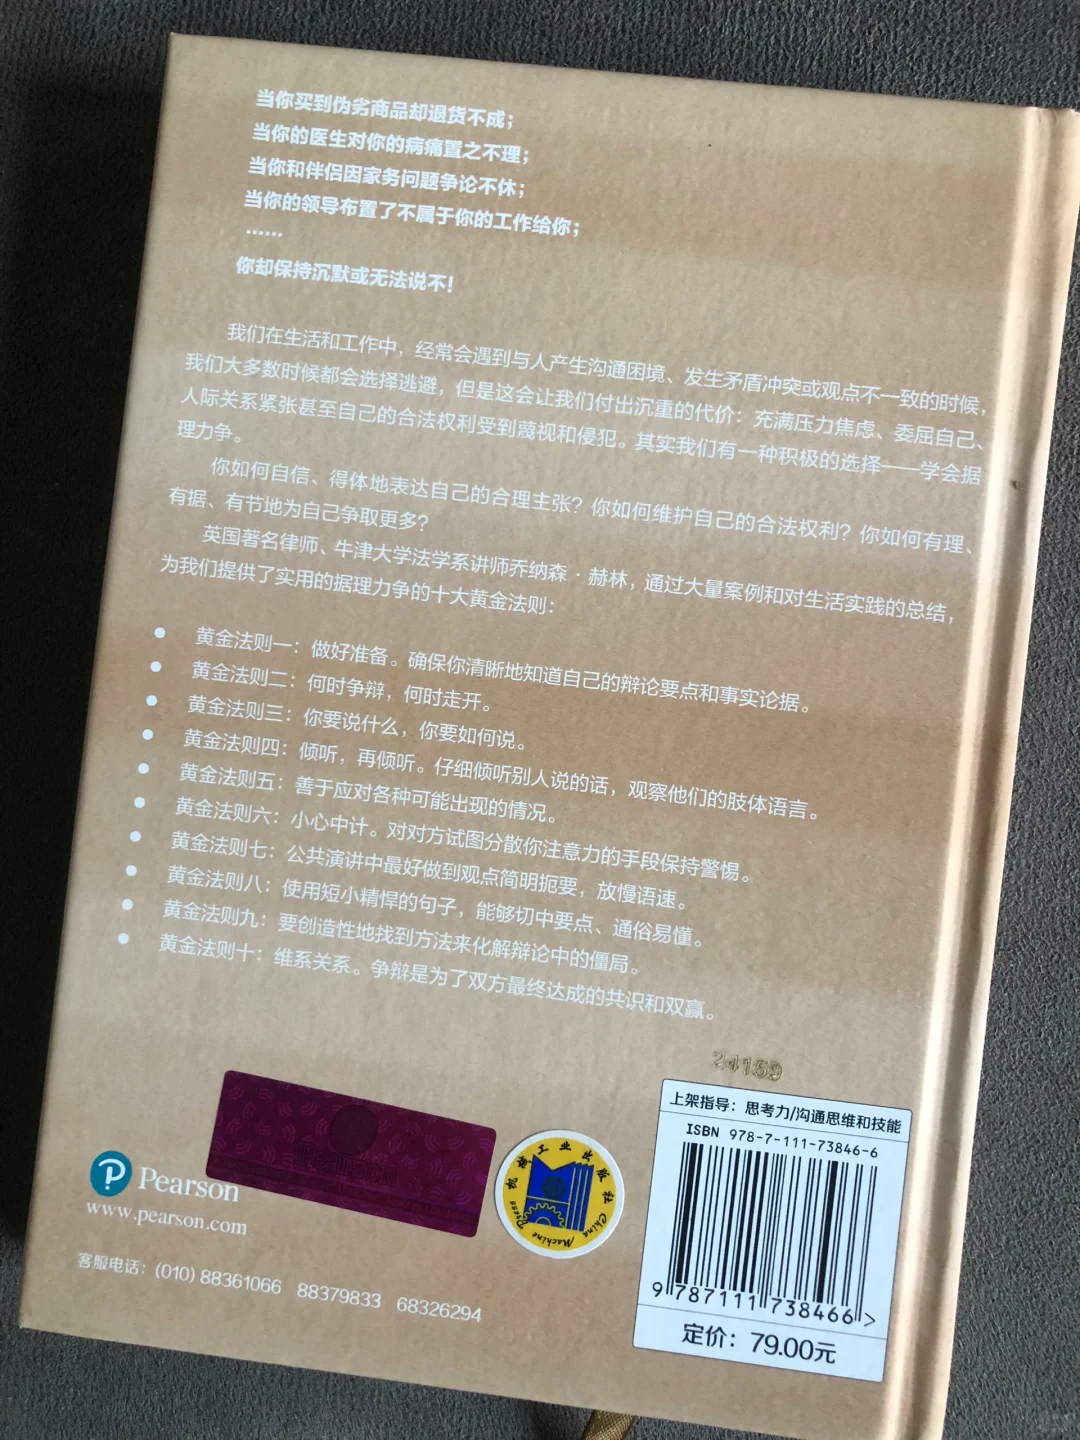 当你买到伪劣商品却退货不成；
当你的医生对你的病痛置之不理；
当你和伴侣因家务问题争论不休；
当你的领导布置了不属于你的工作给你；
……
你却保持沉默或无法说不！
我们在生活和工作中，经常会遇到与人产生沟通困境、发生矛盾冲突或观点不一致的时候，
我们大多数时候都会选择逃避，但是这会让我们付出沉重的代价：充满压力焦虑、委屈自己、
人际关系紧张甚至自己的合法权利受到蔑视和侵犯。其实我们有一种积极的选择——学会据
理力争。
你如何自信、得体地表达自己的合理主张？你如何维护自己的合法权利？你如何有理、
有据、有节地为自己争取更多？
英国著名律师、牛津大学法学系讲师乔纳森·赫林，通过大量案例和对生活实践的总结，
为我们提供了实用的据理力争的十大黄金法则：
● 黄金法则一：做好准备。确保你清晰地知道自己的辩论要点和事实论据。
● 黄金法则二：何时争辩，何时走开。
● 黄金法则三：你要说什么，你要如何说。
● 黄金法则四：倾听，再倾听。仔细倾听别人说的话，观察他们的肢体语言。
● 黄金法则五：善于应对各种可能出现的情况。
● 黄金法则六：小心中计。对对方试图分散你注意力的手段保持警惕。
● 黄金法则七：公共演讲中最好做到观点简明扼要，放慢语速。
● 黄金法则八：使用短小精悍的句子，能够切中要点、通俗易懂。
● 黄金法则九：要创造性地找到方法来化解辩论中的僵局。
● 黄金法则十：维系关系。争辩是为了双方最终达成的共识和双赢。
24159
上架指导：思考力/沟通思维和技能
ISBN 978-7-111-73846-6
9 787111 738466>
定价：79.00元
机械工业出版社
China Machine Press
P Pearson
www.pearson.com
客服电话：(010) 88361066 88379833 68326294